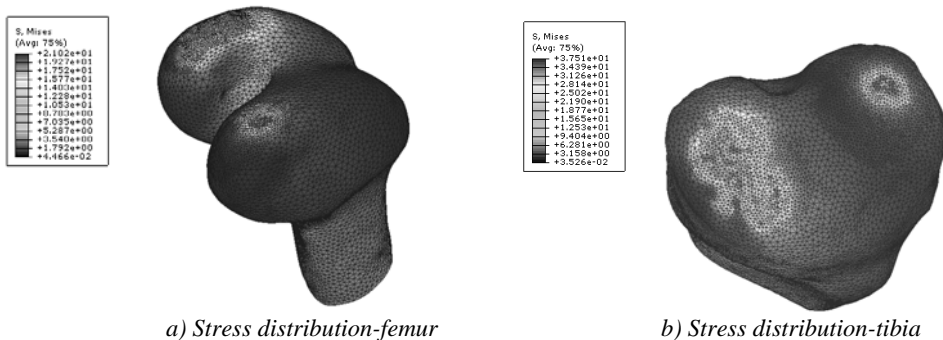 S, Mises
(Avg: 75%)
+2.102e+01
+1.927e+01
+1.752e+01
+1.577e+01
+1.403e+01
+1.228e+01
+1.053e+01
+8.783e+00
+7.035e+00
+5.287e+00
+3.540e+00
+1.792e+00
+4.466e-02
S, Mises
(Avg: 75%)
+3.751e+01
+3.439e+01
+3.126e+01
+2.814e+01
+2.502e+01
+2.190e+01
+1.877e+01
+1.565e+01
+1.253e+01
+9.404e+00
+6.281e+00
+3.158e+00
+3.526e-02
a) Stress distribution-femur
b) Stress distribution-tibia